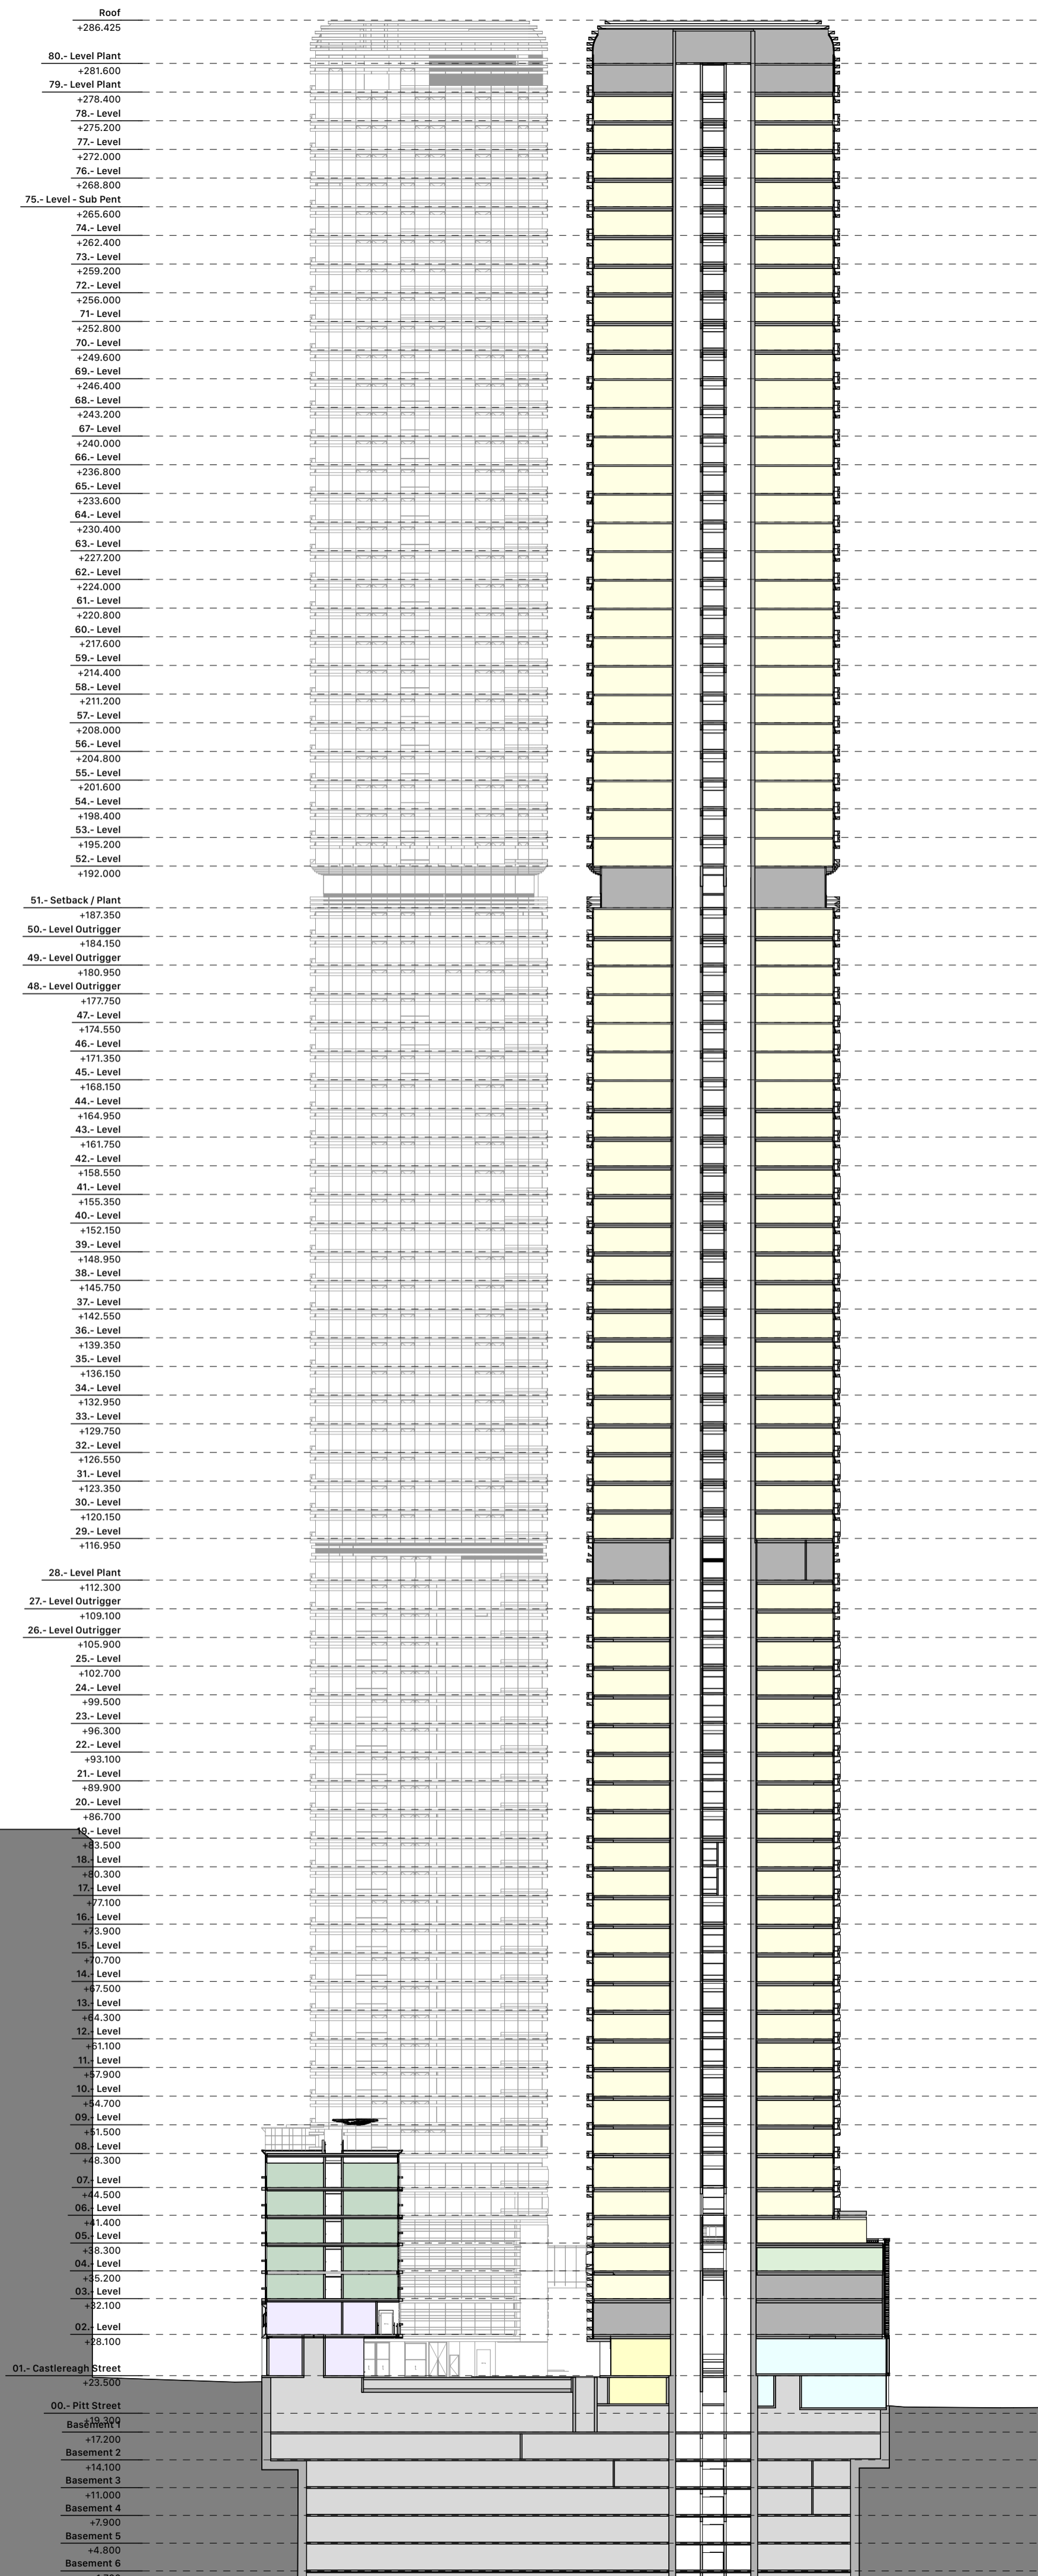 Roof
+286.425
80.- Level Plant
+281.600
79.- Level Plant
+278.400
78.- Level
+275.200
77.- Level
+272.000
76.- Level
+268.800
75.- Level - Sub Pent
+265.600
74.- Level
+262.400
73.- Level
+259.200
72.- Level
+256.000
71- Level
+252.800
70.- Level
+249.600
69.- Level
+246.400
68.- Level
+243.200
67- Level
+240.000
66.- Level
+236.800
65.- Level
+233.600
64.- Level
+230.400
63.- Level
+227.200
62.- Level
+224.000
61.- Level
+220.800
60.- Level
+217.600
59.- Level
+214.400
58.- Level
+211.200
57.- Level
+208.000
56.- Level
+204.800
55.- Level
+201.600
54.- Level
+198.400
53.- Level
+195.200
52.- Level
+192.000
51.- Setback / Plant
+187.350
50.- Level Outrigger
+184.150
49.- Level Outrigger
+180.950
48.- Level Outrigger
+177.750
47.- Level
+174.550
46.- Level
+171.350
45.- Level
+168.150
44.- Level
+164.950
43.- Level
+161.750
42.- Level
+158.550
41.- Level
+155.350
40.- Level
+152.150
39.- Level
+148.950
38.- Level
+145.750
37.- Level
+142.550
36.- Level
+139.350
35.- Level
+136.150
34.- Level
+132.950
33.- Level
+129.750
32.- Level
+126.550
31.- Level
+123.350
30.- Level
+120.150
29.- Level
+116.950
28.- Level Plant
+112.300
27.- Level Outrigger
+109.100
26.- Level Outrigger
+105.900
25.- Level
+102.700
24.- Level
+99.500
23.- Level
+96.300
22.- Level
+93.100
21.- Level
+89.900
20.- Level
+86.700
19.- Level
+83.500
18.- Level
+80.300
17.- Level
+77.100
16.- Level
+73.900
15.- Level
+70.700
14.- Level
+67.500
13.- Level
+64.300
12.- Level
+61.100
11.- Level
+57.900
10.- Level
+54.700
09.- Level
+51.500
08.- Level
+48.300
07.- Level
+44.500
06.- Level
+41.400
05.- Level
+38.300
04.- Level
+35.200
03.- Level
+32.100
02.- Level
+28.100
01.- Castlereagh Street
+23.500
00.- Pitt Street
+19.300
Basement 1
+17.200
Basement 2
+14.100
Basement 3
+11.000
Basement 4
+7.900
Basement 5
+4.800
Basement 6